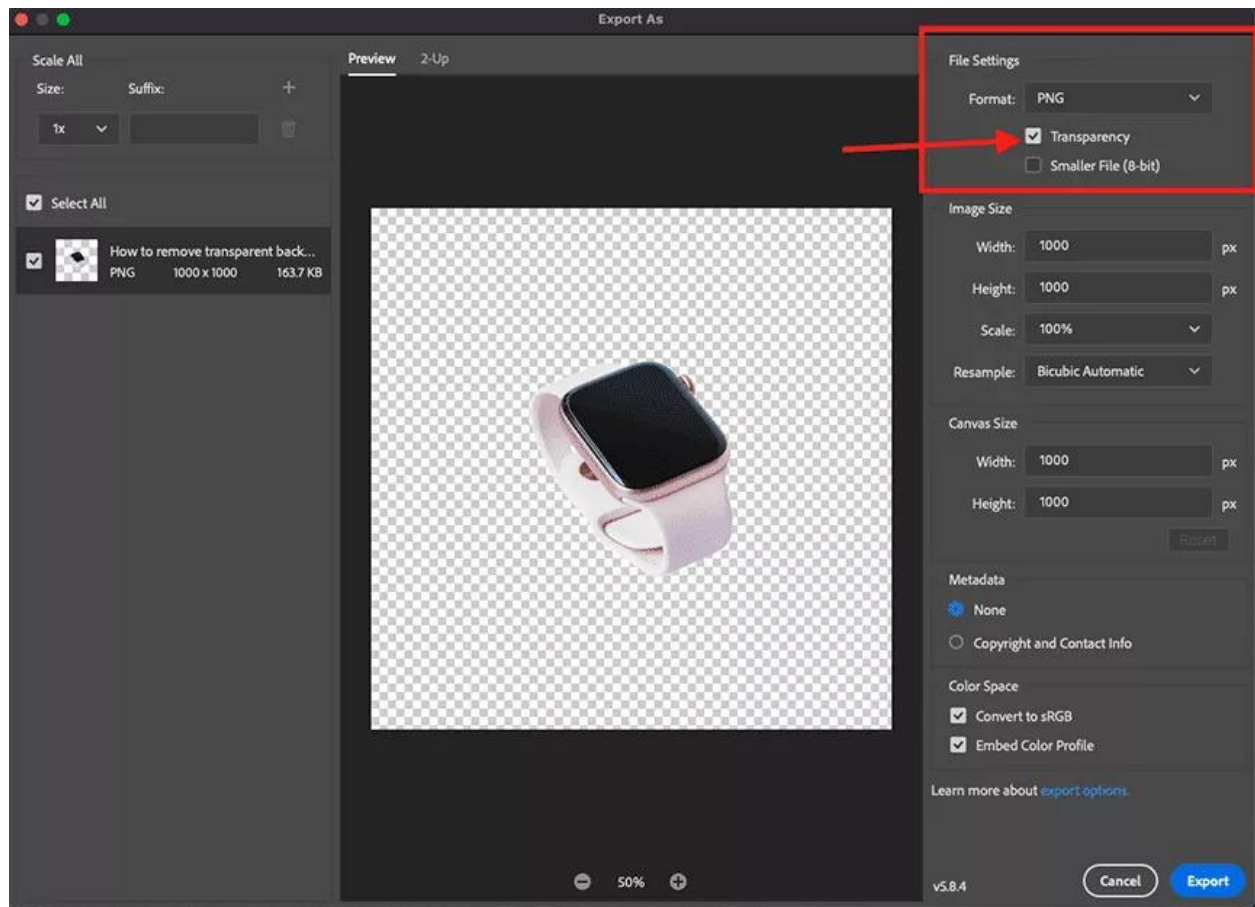 Export As
Scale All
Size: Suffix:
1x
Select All
How to remove transparent back...
PNG 1000 x 1000 163.7 KB
Preview 2-Up
50%
File Settings
Format: PNG
Transparency
Smaller File (8-bit)
Image Size
Width: 1000 px
Height: 1000 px
Scale: 100%
Resample: Bicubic Automatic
Canvas Size
Width: 1000 px
Height: 1000 px
Reset
Metadata
None
Copyright and Contact Info
Color Space
Convert to sRGB
Embed Color Profile
Learn more about export options.
v5.8.4 Cancel Export